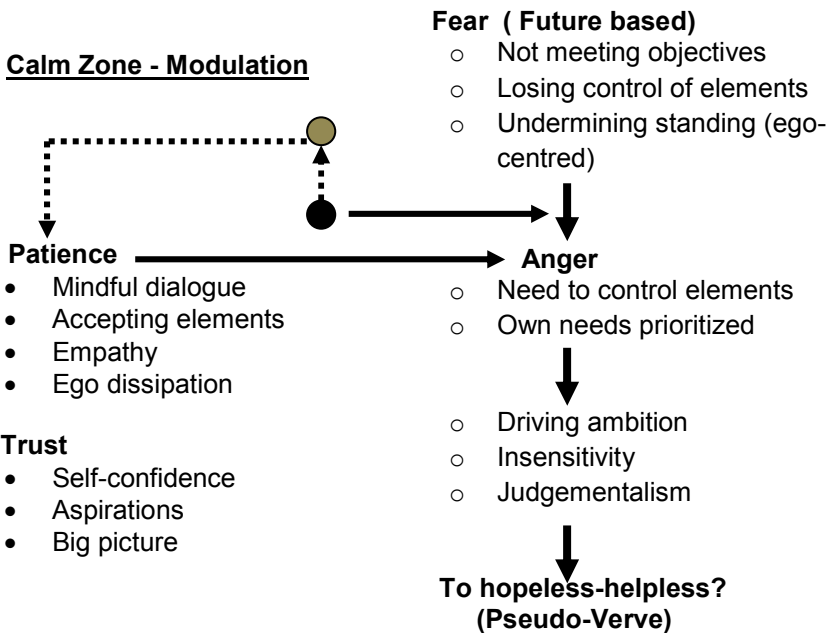 Calm Zone - Modulation
Patience
• Mindful dialogue
• Accepting elements
• Empathy
• Ego dissipation
Trust
• Self-confidence
• Aspirations
• Big picture
Fear ( Future based)
o Not meeting objectives
o Losing control of elements
o Undermining standing (ego-
centred)
Anger
o Need to control elements
o Own needs prioritized
o Driving ambition
o Insensitivity
o Judgementalism
To hopeless-helpless?
(Pseudo-Verve)